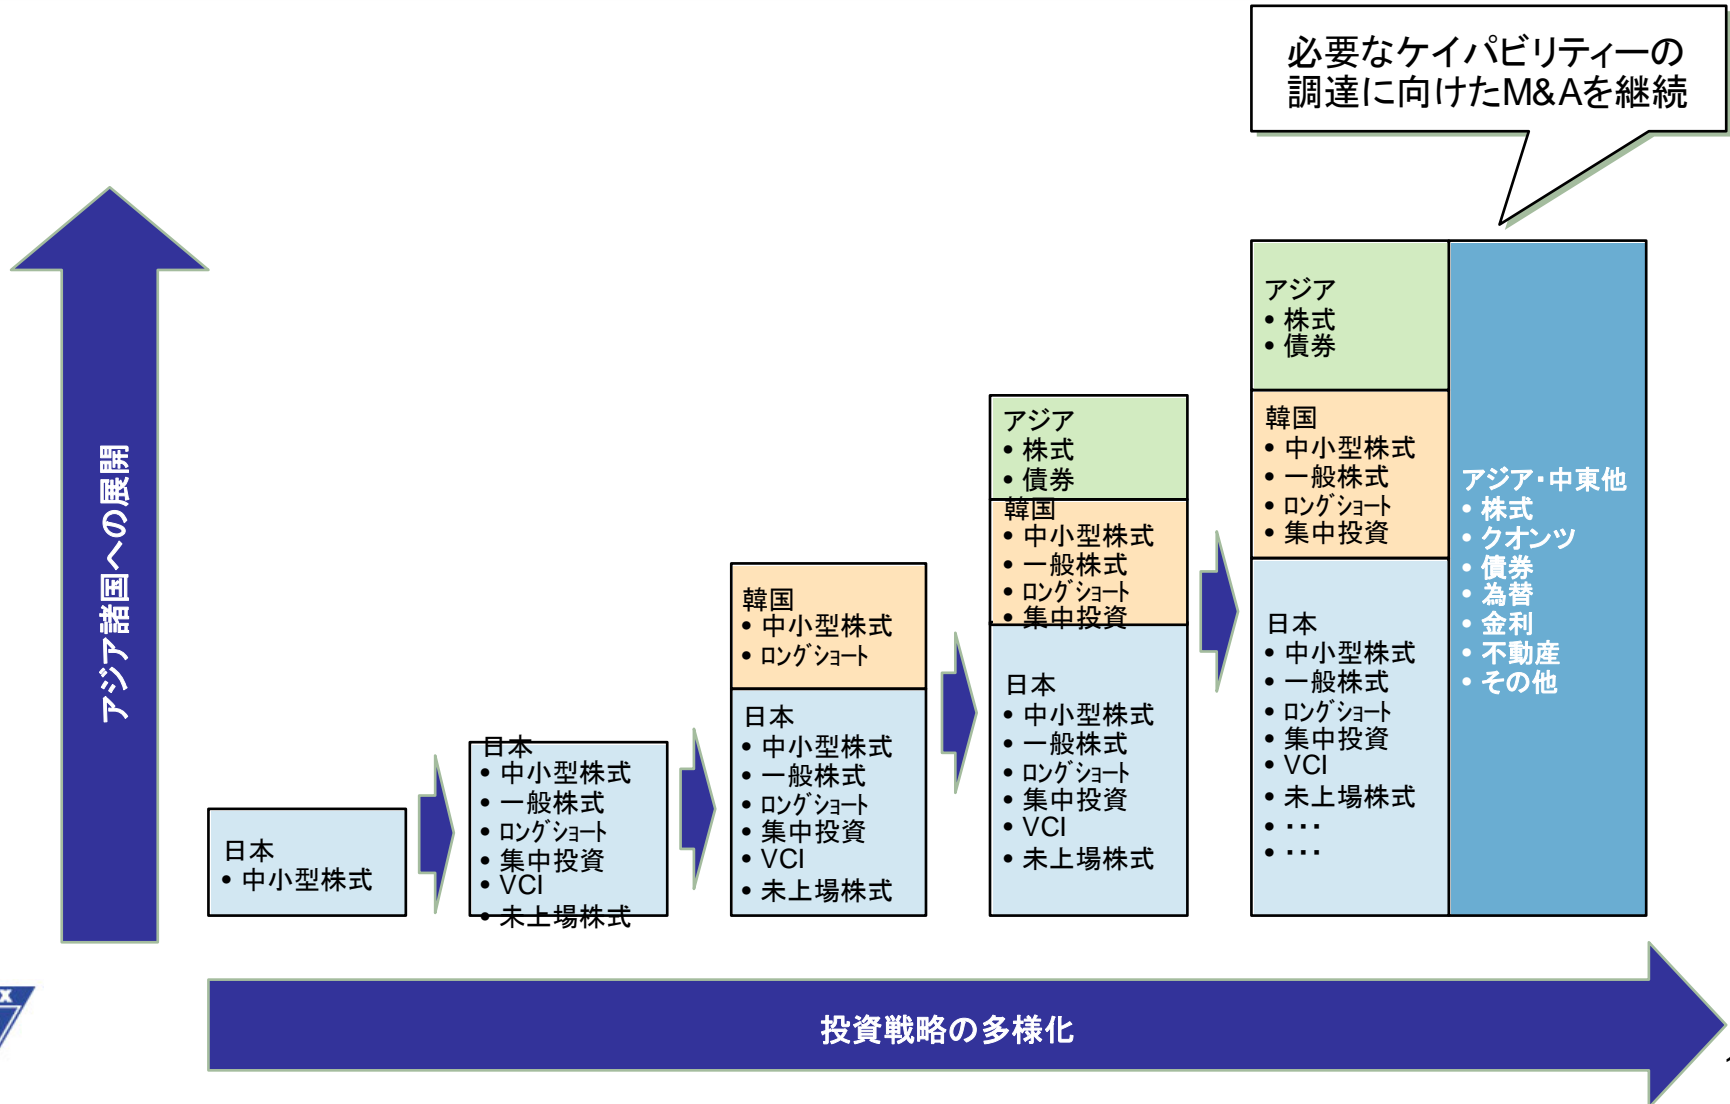 必要なケイパビリティーの
調達に向けたM&Aを継続
アジア諸国への展開
日本
• 中小型株式
日本
• 中小型株式
• 一般株式
• ﾛﾝｸﾞｼｮｰﾄ
• 集中投資
• VCI
• 未上場株式
韓国
• 中小型株式
• ﾛﾝｸﾞｼｮｰﾄ
日本
• 中小型株式
• 一般株式
• ﾛﾝｸﾞｼｮｰﾄ
• 集中投資
• VCI
• 未上場株式
アジア
• 株式
• 債券
韓国
• 中小型株式
• 一般株式
• ﾛﾝｸﾞｼｮｰﾄ
• 集中投資
日本
• 中小型株式
• 一般株式
• ﾛﾝｸﾞｼｮｰﾄ
• 集中投資
• VCI
• 未上場株式
アジア
• 株式
• 債券
韓国
• 中小型株式
• 一般株式
• ﾛﾝｸﾞｼｮｰﾄ
• 集中投資
日本
• 中小型株式
• 一般株式
• ﾛﾝｸﾞｼｮｰﾄ
• 集中投資
• VCI
• 未上場株式
• ・・・
• ・・・
アジア・中東他
• 株式
• クオンツ
• 債券
• 為替
• 金利
• 不動産
• その他
投資戦略の多様化
X